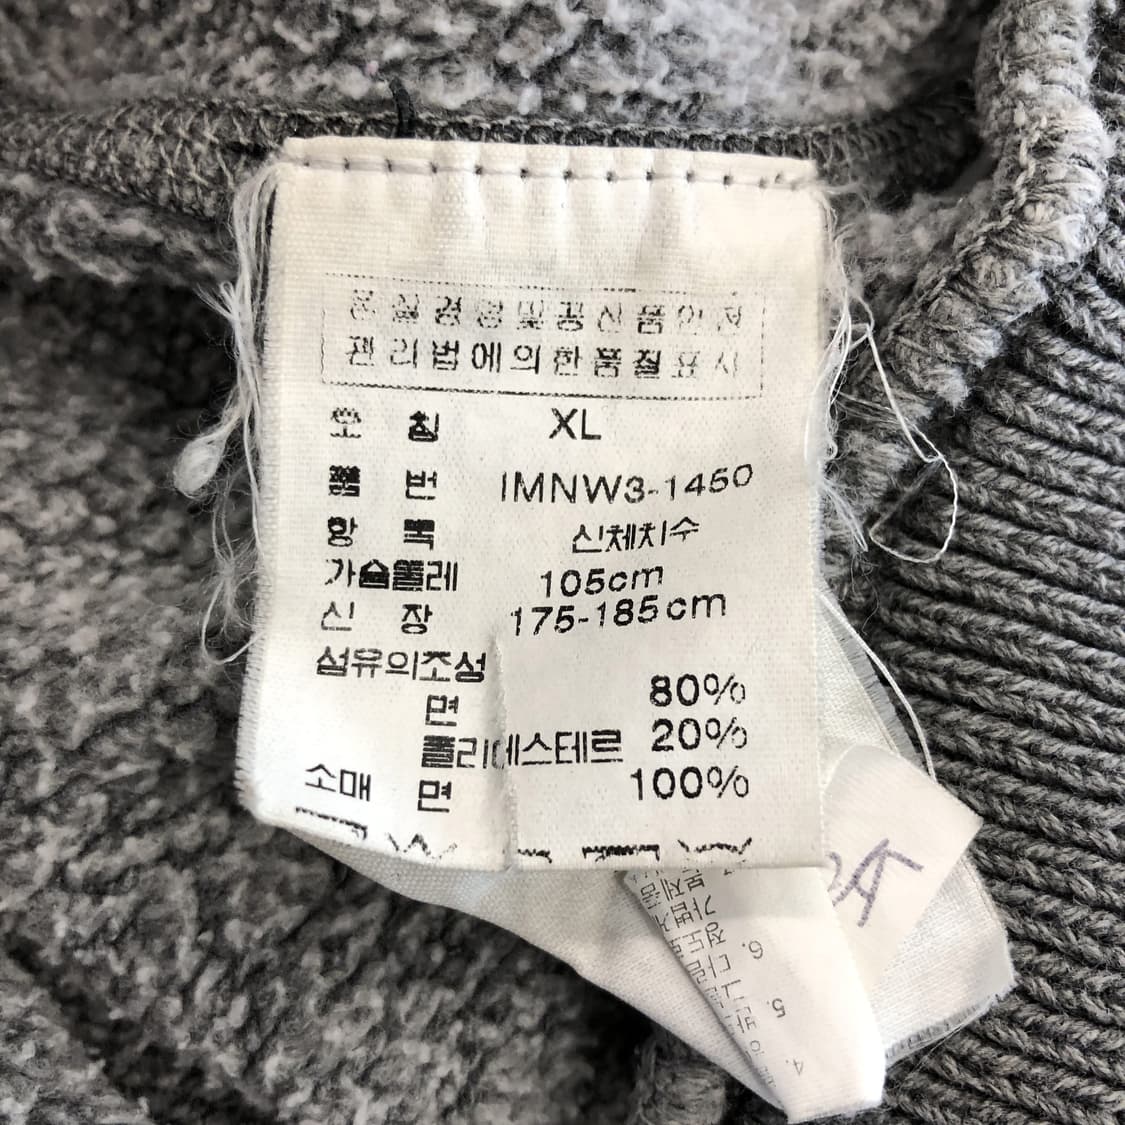 품질경영및공산품안전
관리법에의한품질표시
호 칭 XL
품 번 IMNW3-1450
항 목 신체치수
가슴둘레 105cm
신 장 175-185cm
섬유의조성
면 80%
폴리에스테르 20%
소매 면 100%
6.
5.
4.